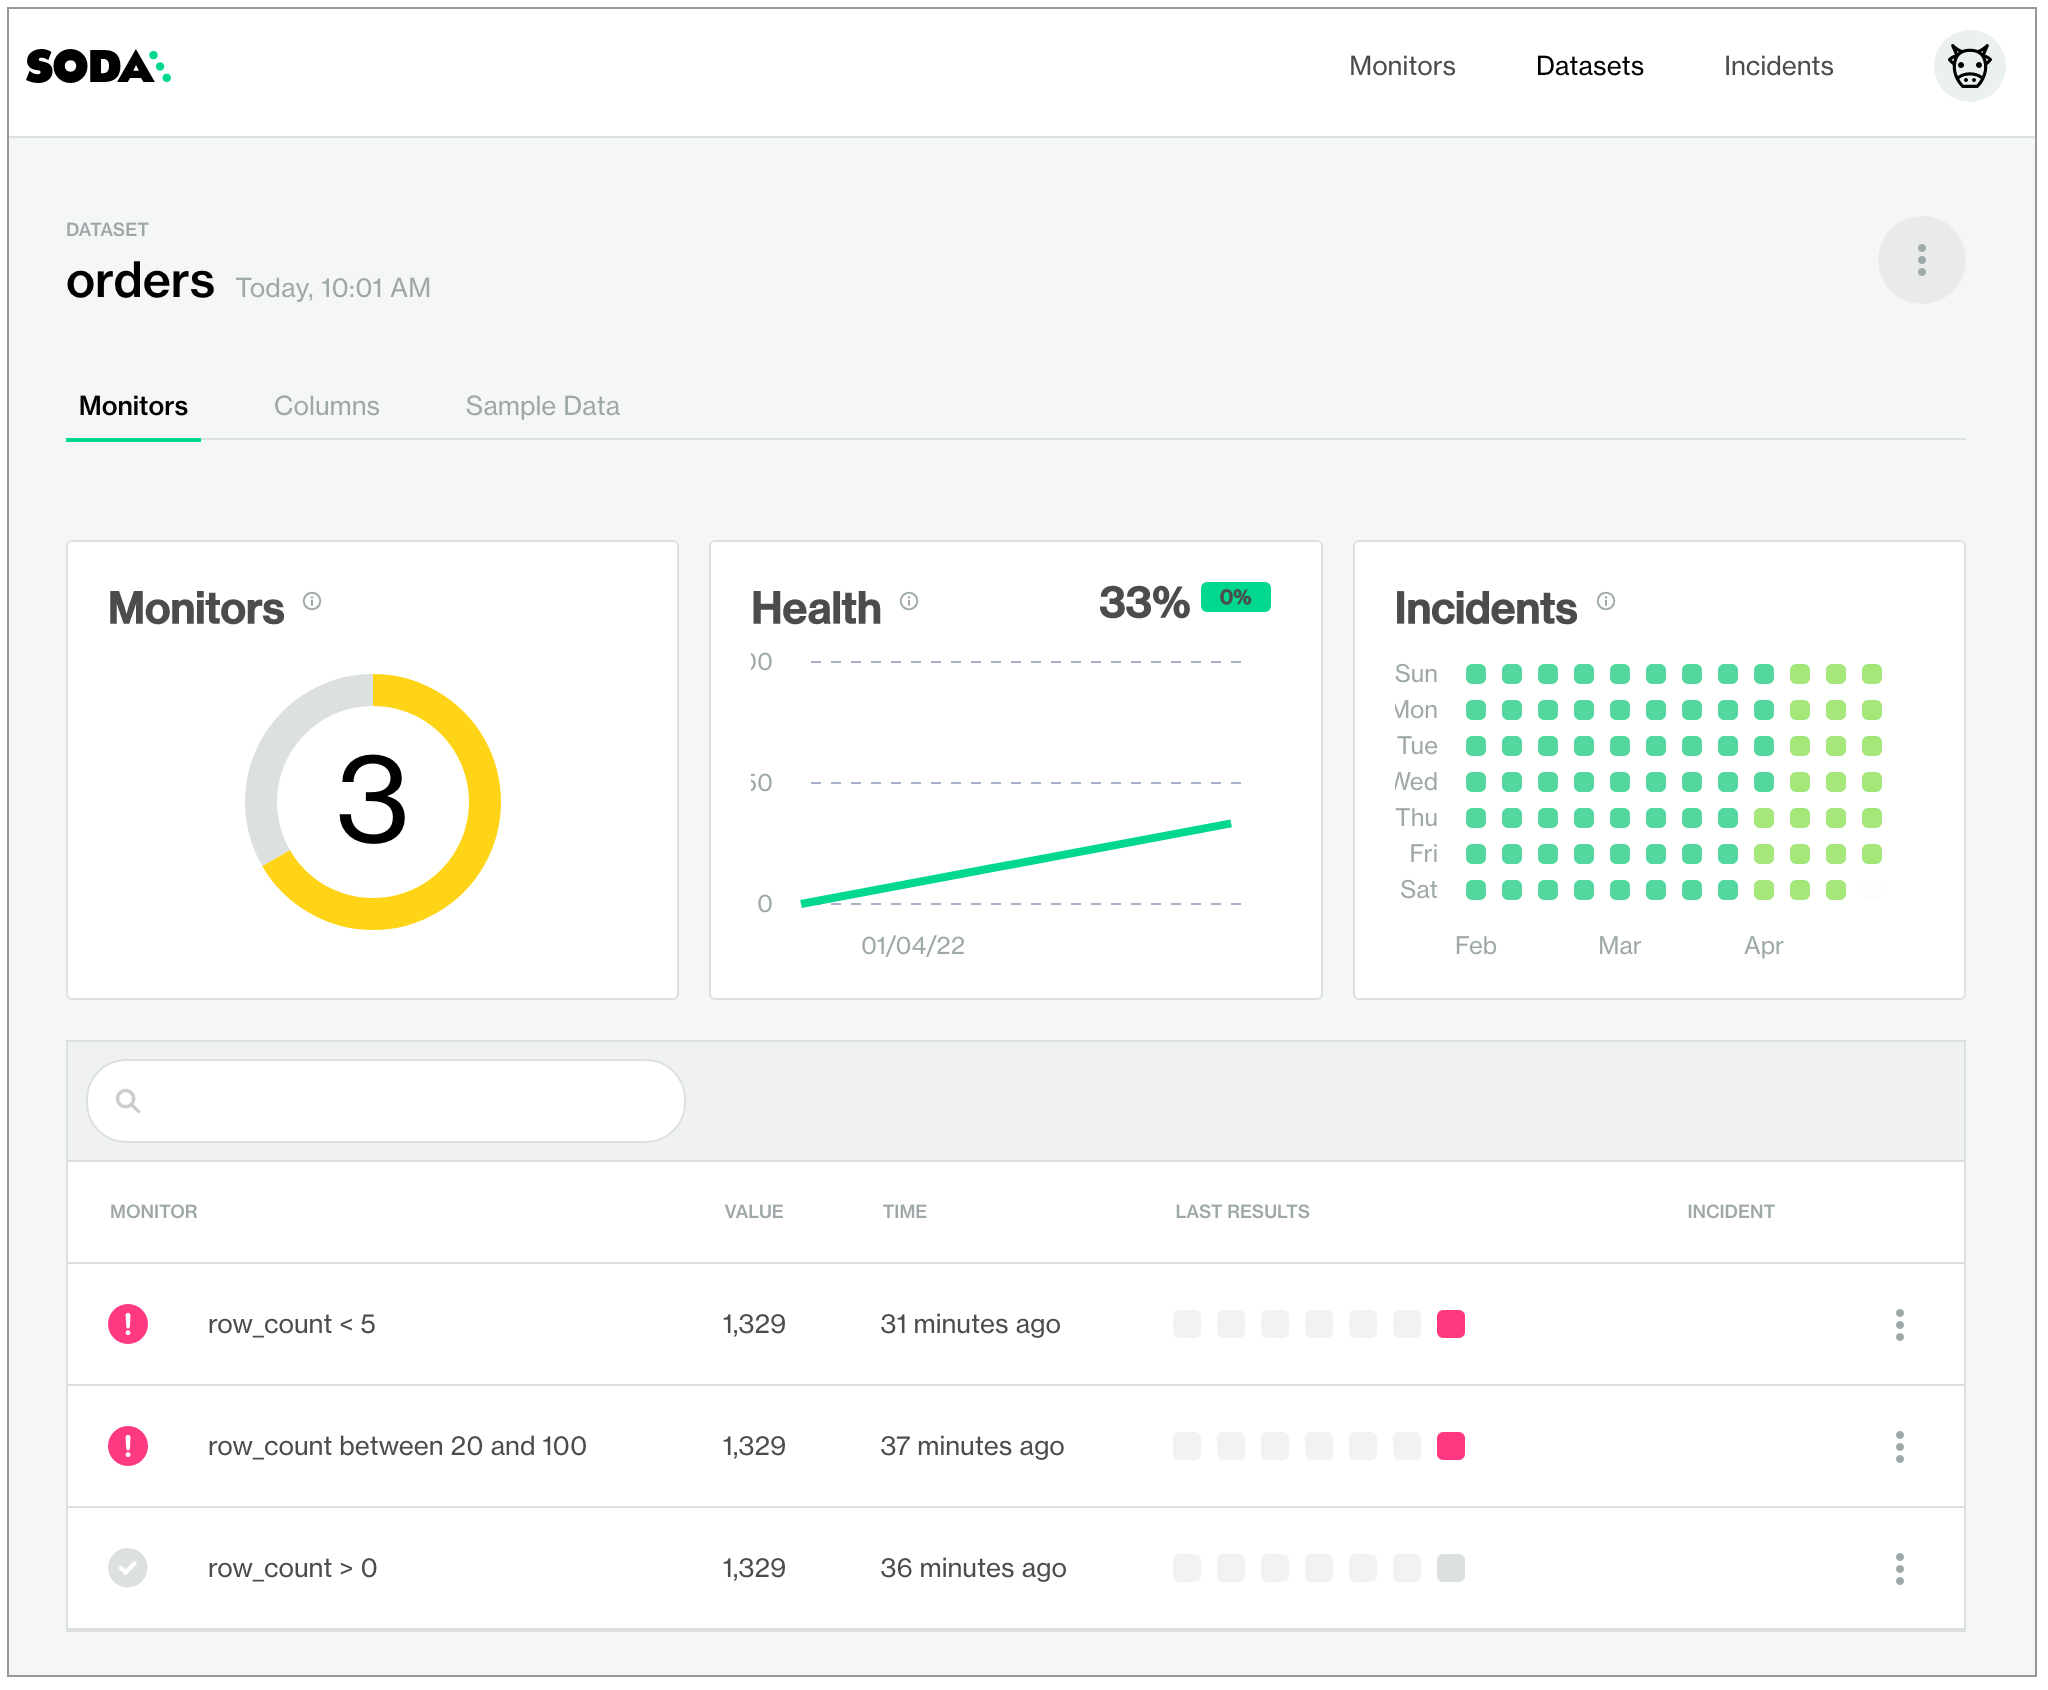 SODA
Monitors Datasets Incidents
DATASET
orders Today, 10:01 AM
Monitors Columns Sample Data
Monitors
3
Health 33% 0%
00
50
0
01/04/22
Incidents
Sun
Mon
Tue
Wed
Thu
Fri
Sat
Feb Mar Apr
MONITOR VALUE TIME LAST RESULTS INCIDENT
row_count < 5 1,329 31 minutes ago
row_count between 20 and 100 1,329 37 minutes ago
row_count > 0 1,329 36 minutes ago